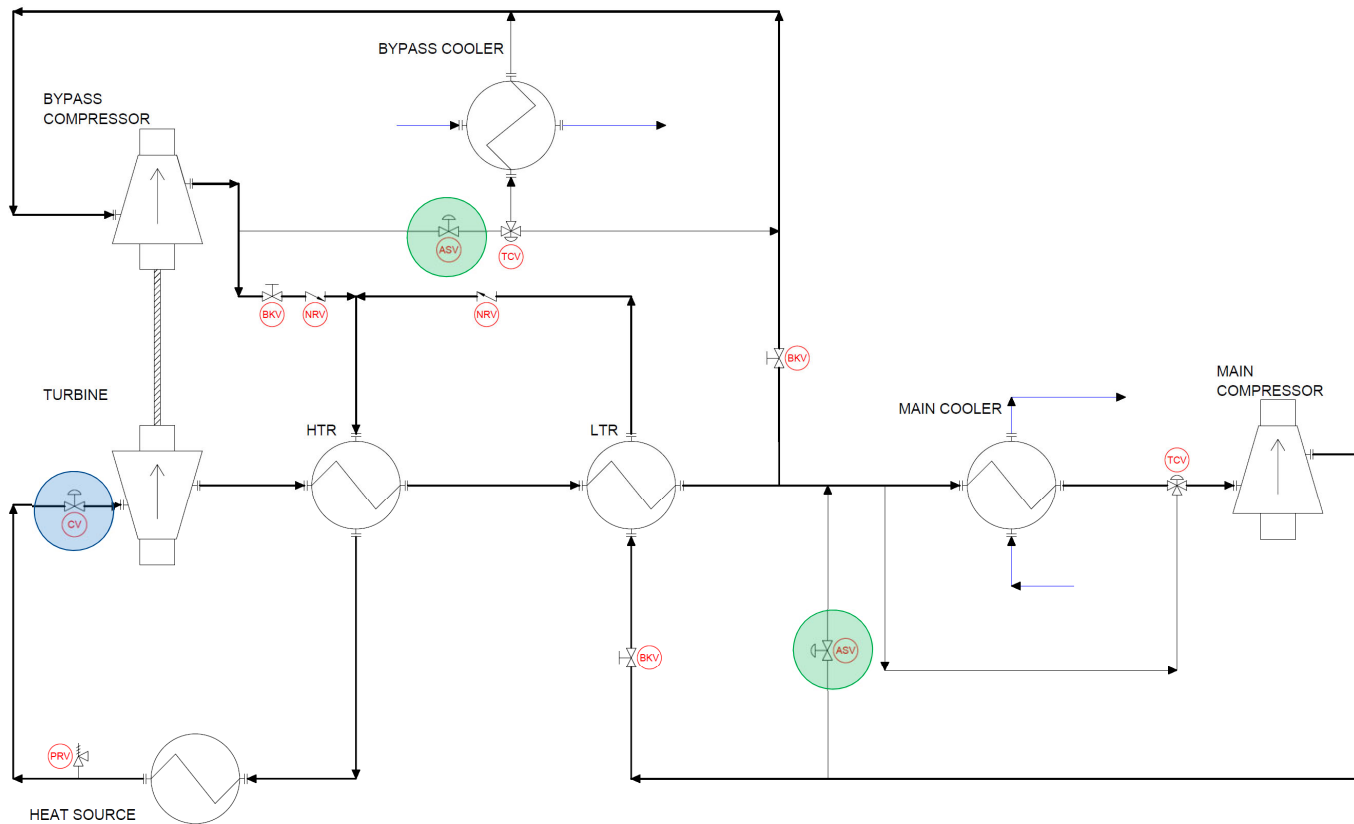 BYPASS COOLER
BYPASS
COMPRESSOR
ASV
TCV
BKV
NRV
NRV
BKV
TURBINE
HTR
LTR
MAIN COOLER
MAIN
COMPRESSOR
TCV
CV
ASV
BKV
PRV
HEAT SOURCE